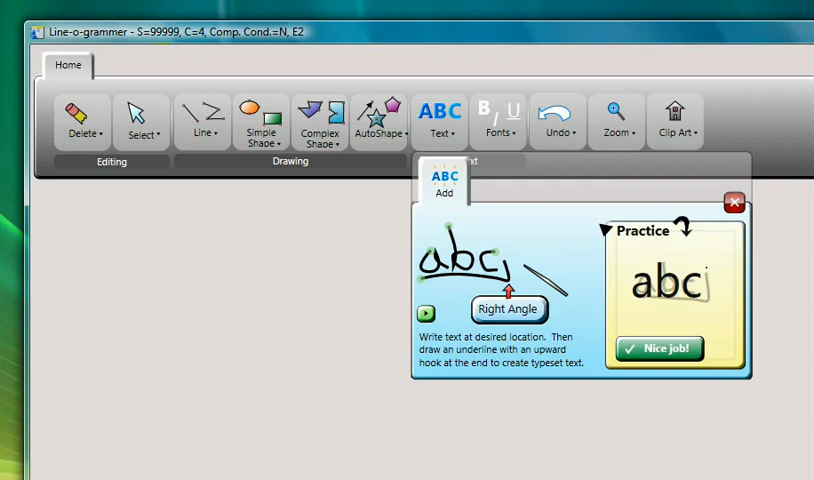 Line-o-grammer - S=99999, C=4, Comp. Cond.=N, E2
Home
Delete
Select
Line
Simple Shape
Complex Shape
AutoShape
ABC
Text
B I U
Fonts
Undo
Zoom
Clip Art
Editing
Drawing
ABC
Add
abc
Right Angle
Write text at desired location. Then
draw an underline with an upward
hook at the end to create typeset text.
Practice
abc
Nice job!